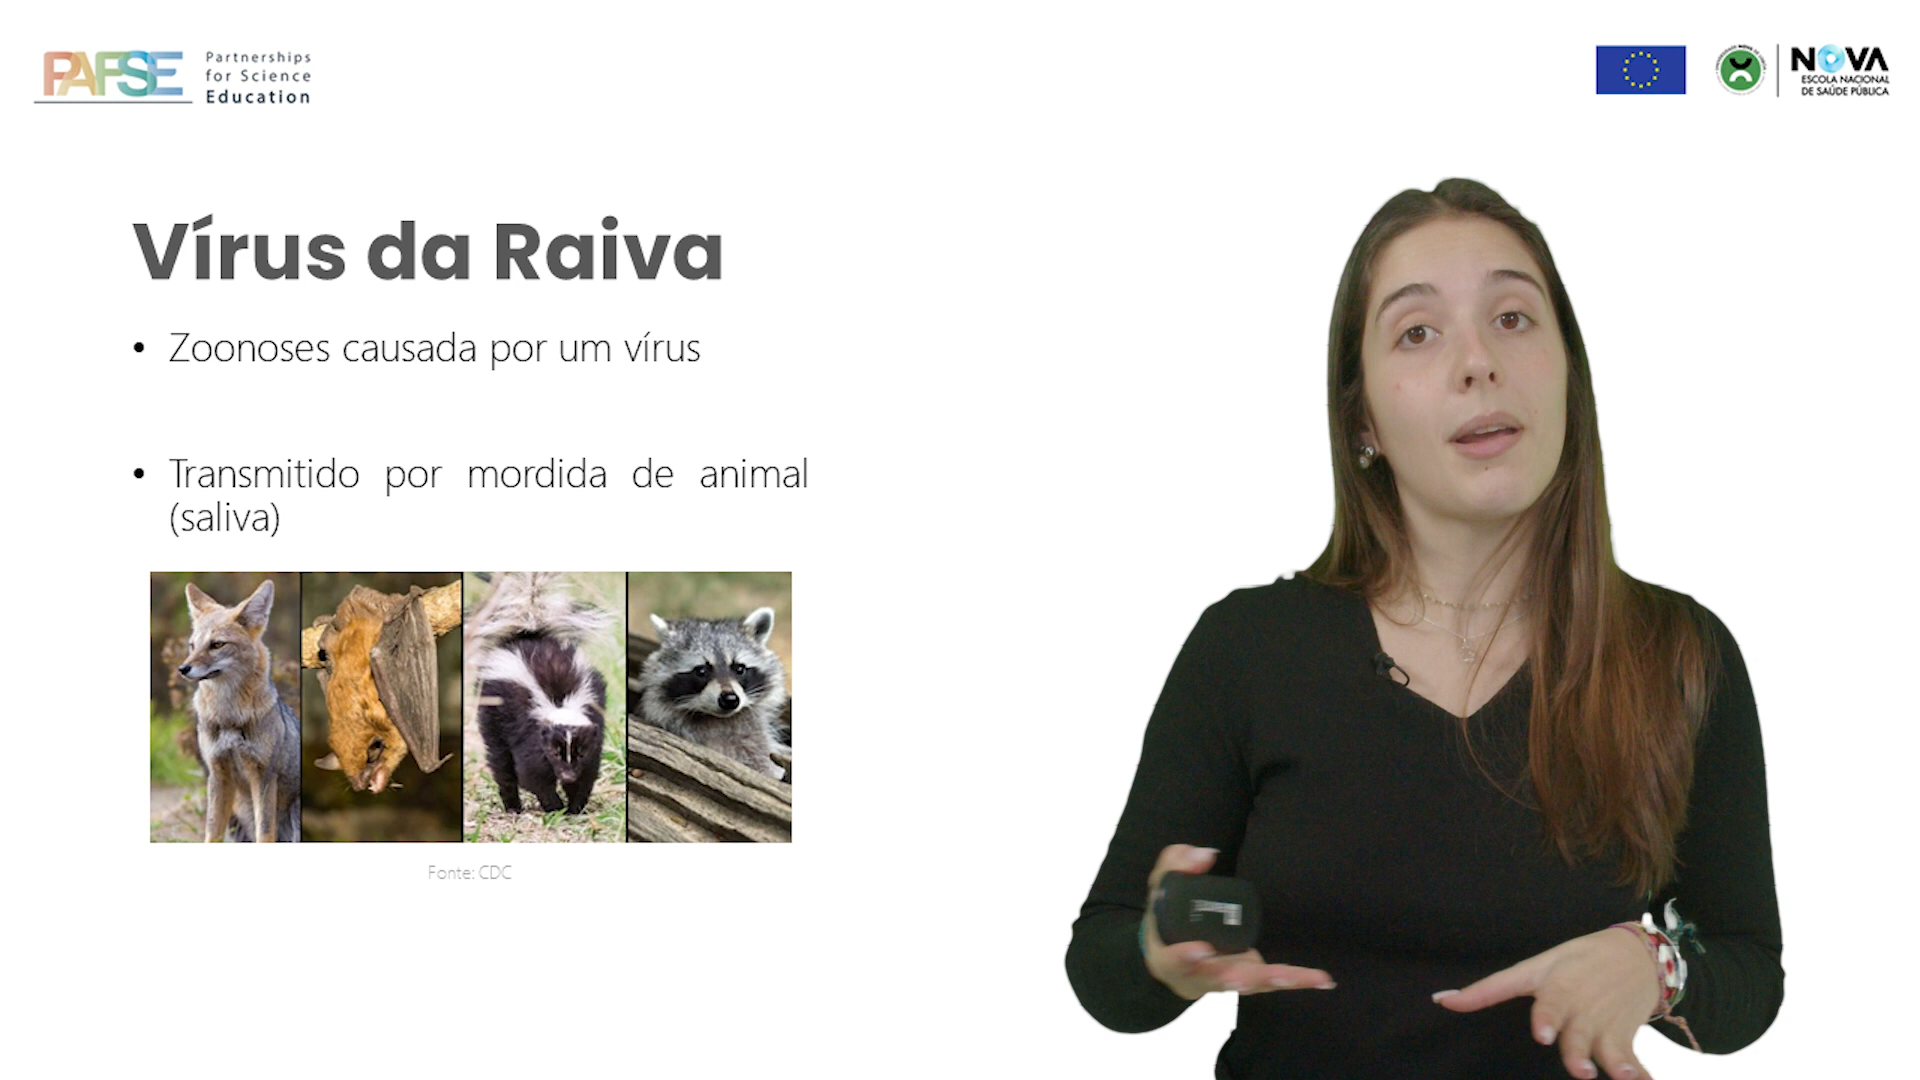 PAFSE
Partnerships
for Science
Education
NOVA
ESCOLA NACIONAL
DE SAÚDE PÚBLICA
Vírus da Raiva
• Zoonoses causada por um vírus
• Transmitido por mordida de animal
(saliva)
Fonte: CDC